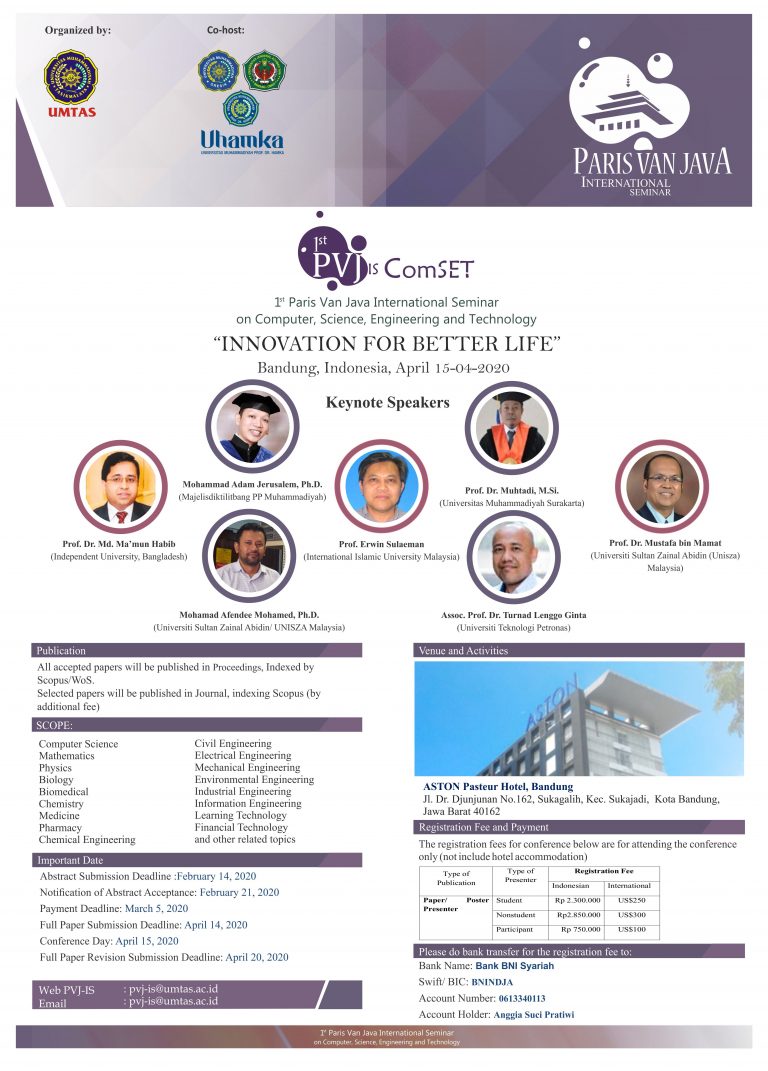 Organized by:
Co-host:
UMTAS
Uhamka
UNIVERSITAS MUHAMMADIYAH PROF. DR. HAMKA
PARIS VAN JAVA
INTERNATIONAL
SEMINAR
1st
PVJ IS ComSET
1st Paris Van Java International Seminar
on Computer, Science, Engineering and Technology
“INNOVATION FOR BETTER LIFE”
Bandung, Indonesia, April 15-04-2020
Keynote Speakers
Mohammad Adam Jerusalem, Ph.D.
(Majelisdiktilitbang PP Muhammadiyah)
Prof. Dr. Muhtadi, M.Si.
(Universitas Muhammadiyah Surakarta)
Prof. Dr. Md. Ma’mun Habib
(Independent University, Bangladesh)
Prof. Erwin Sulaeman
(International Islamic University Malaysia)
Prof. Dr. Mustafa bin Mamat
(Universiti Sultan Zainal Abidin (Unisza)
Malaysia)
Mohamad Afendee Mohamed, Ph.D.
(Universiti Sultan Zainal Abidin/ UNISZA Malaysia)
Assoc. Prof. Dr. Turnad Lenggo Ginta
(Universiti Teknologi Petronas)
Publication
All accepted papers will be published in Proceedings, Indexed by
Scopus/WoS.
Selected papers will be published in Journal, indexing Scopus (by
additional fee)
SCOPE:
Computer Science
Mathematics
Physics
Biology
Biomedical
Chemistry
Medicine
Pharmacy
Chemical Engineering
Civil Engineering
Electrical Engineering
Mechanical Engineering
Environmental Engineering
Industrial Engineering
Information Engineering
Learning Technology
Financial Technology
and other related topics
Important Date
Abstract Submission Deadline :February 14, 2020
Notification of Abstract Acceptance: February 21, 2020
Payment Deadline: March 5, 2020
Full Paper Submission Deadline: April 14, 2020
Conference Day: April 15, 2020
Full Paper Revision Submission Deadline: April 20, 2020
Web PVJ-IS : pvj-is@umtas.ac.id
Email : pvj-is@umtas.ac.id
Venue and Activities
ASTON
ASTON Pasteur Hotel, Bandung
Jl. Dr. Djunjunan No.162, Sukagalih, Kec. Sukajadi, Kota Bandung,
Jawa Barat 40162
Registration Fee and Payment
The registration fees for conference below are for attending the conference
only (not include hotel accommodation)
Type of Publication Type of Presenter Registration Fee
Indonesian International
Paper/ Poster Presenter Student Rp 2.300.000 US$250
Nonstudent Rp2.850.000 US$300
Participant Rp 750.000 US$100
Please do bank transfer for the registration fee to:
Bank Name: Bank BNI Syariah
Swift/ BIC: BNINDJA
Account Number: 0613340113
Account Holder: Anggia Suci Pratiwi
1st Paris Van Java International Seminar
on Computer, Science, Engineering and Technology